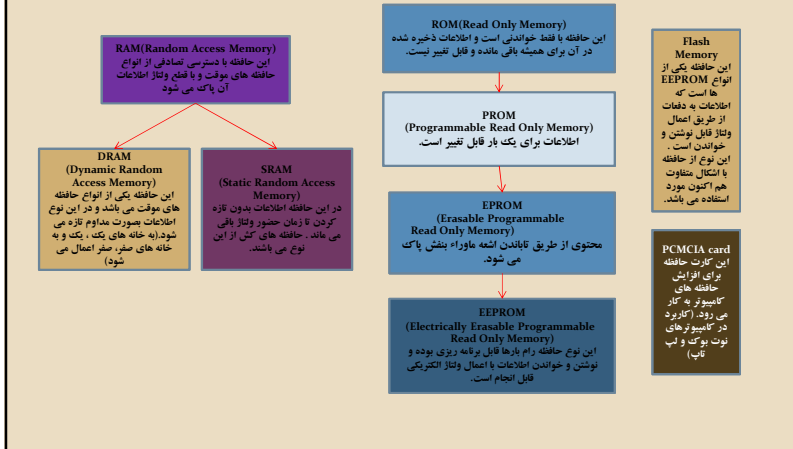 RAM(Random Access Memory)
این حافظه با دسترسی تصادفی از انواع
حافظه های موقت و با قطع ولتاژ اطلاعات
آن پاک می شود
DRAM
(Dynamic Random
Access Memory)
این حافظه یکی از انواع حافظه
های موقت می باشد و در این نوع
اطلاعات بصورت مداوم تازه می
شود.(به خانه های یک ، یک و به
خانه های صفر، صفر اعمال می
شود)
SRAM
(Static Random Access
Memory)
در این حافظه اطلاعات بدون تازه
کردن تا زمان حضور ولتاژ باقی
می ماند . حافظه های کش از این
نوع می باشند.
ROM(Read Only Memory)
این حافظه با فقط خواندنی است و اطلاعات ذخیره شده
در آن برای همیشه باقی مانده و قابل تغییر نیست.
PROM
(Programmable Read Only Memory)
اطلاعات برای یک بار قابل تغییر است.
EPROM
(Erasable Programmable
Read Only Memory)
محتوی از طریق تاباندن اشعه ماوراء بنفش پاک
می شود.
EEPROM
(Electrically Erasable Programmable
Read Only Memory)
این نوع حافظه رام بارها قابل برنامه ریزی بوده و
نوشتن و خواندن اطلاعات با اعمال ولتاژ الکتریکی
قابل انجام است.
Flash
Memory
این حافظه یکی از
انواع EEPROM
ها است که
اطلاعات به دفعات
از طریق اعمال
ولتاژ قابل نوشتن و
خواندن است .
این نوع از حافظه
با اشکال متفاوت
هم اکنون مورد
استفاده می باشد.
PCMCIA card
این کارت حافظه
برای افزایش
حافظه های
کامپیوتر به کار
می رود. (کاربرد
در کامپیوترهای
نوت بوک و لپ
تاپ)